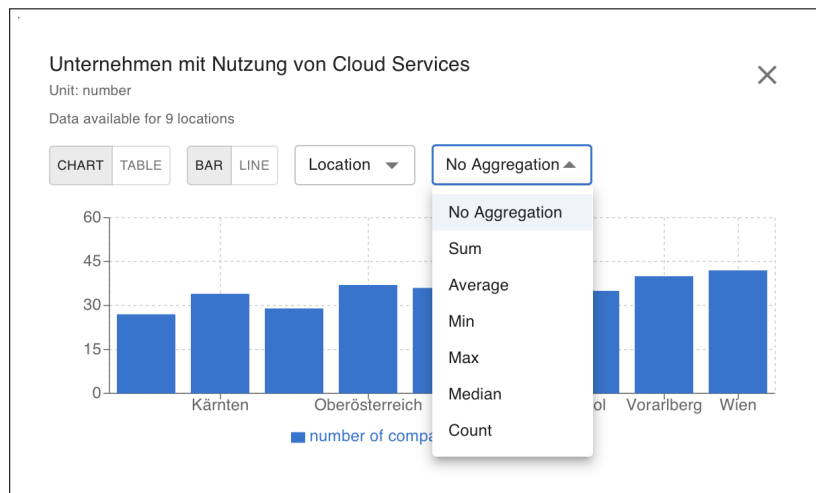 Unternehmen mit Nutzung von Cloud Services
Unit: number
Data available for 9 locations
CHART TABLE BAR LINE Location No Aggregation
No Aggregation
Sum
Average
Min
Max
Median
Count
60
45
30
15
0
Kärnten Oberösterreich ol Vorarlberg Wien
number of compa